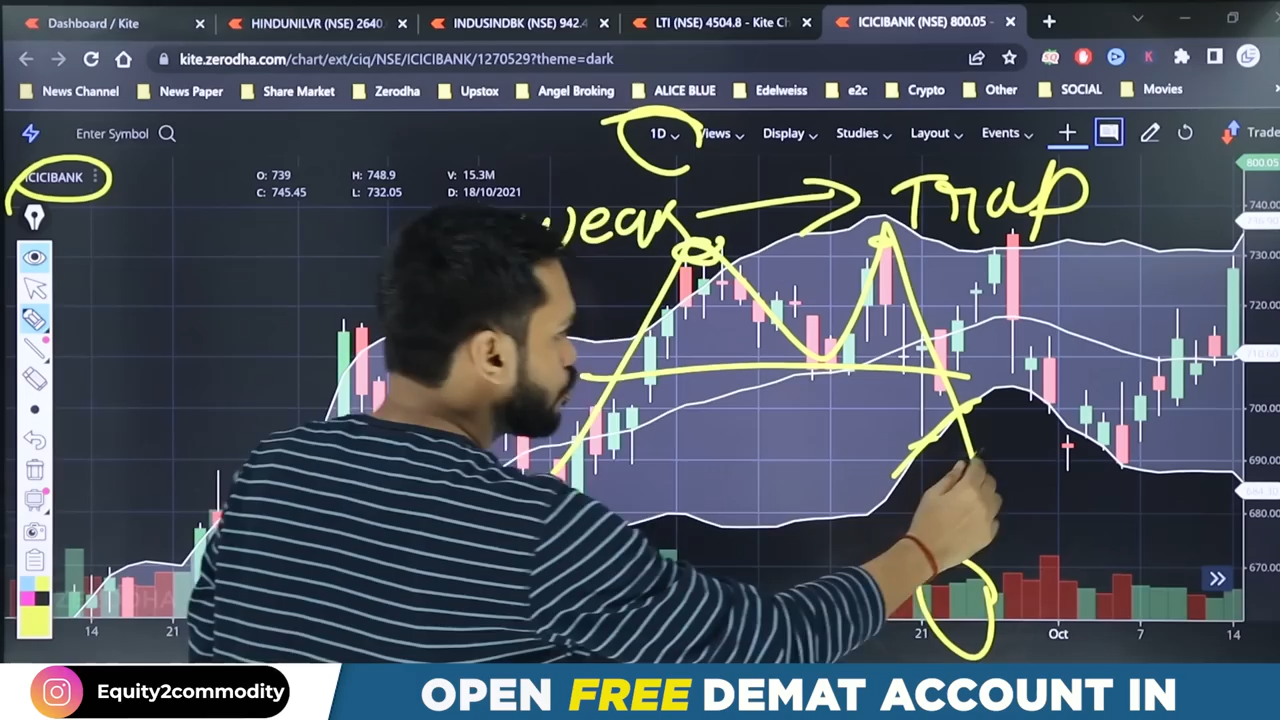 Dashboard / Kite
HINDUNILVR (NSE) 2640
INDUSINDBK (NSE) 942.4
LTI (NSE) 4504.8 - Kite Ch
ICICIBANK (NSE) 800.05 -
kite.zerodha.com/chart/ext/ciq/NSE/ICICIBANK/1270529?theme=dark
News Channel News Paper Share Market Zerodha Upstox Angel Broking ALICE BLUE Edelweiss e2c Crypto Other SOCIAL Movies
Enter Symbol 1D Views Display Studies Layout Events Trade
ICICIBANK
O: 739 H: 748.9 V: 15.3M
C: 745.45 L: 732.05 D: 18/10/2021
800.05
weak → Trap
740.00
730.00
720.00
710.60
700.00
690.00
680.00
670.00
ZERODHA
14 21 21 Oct 7 14
Equity2commodity
OPEN FREE DEMAT ACCOUNT IN